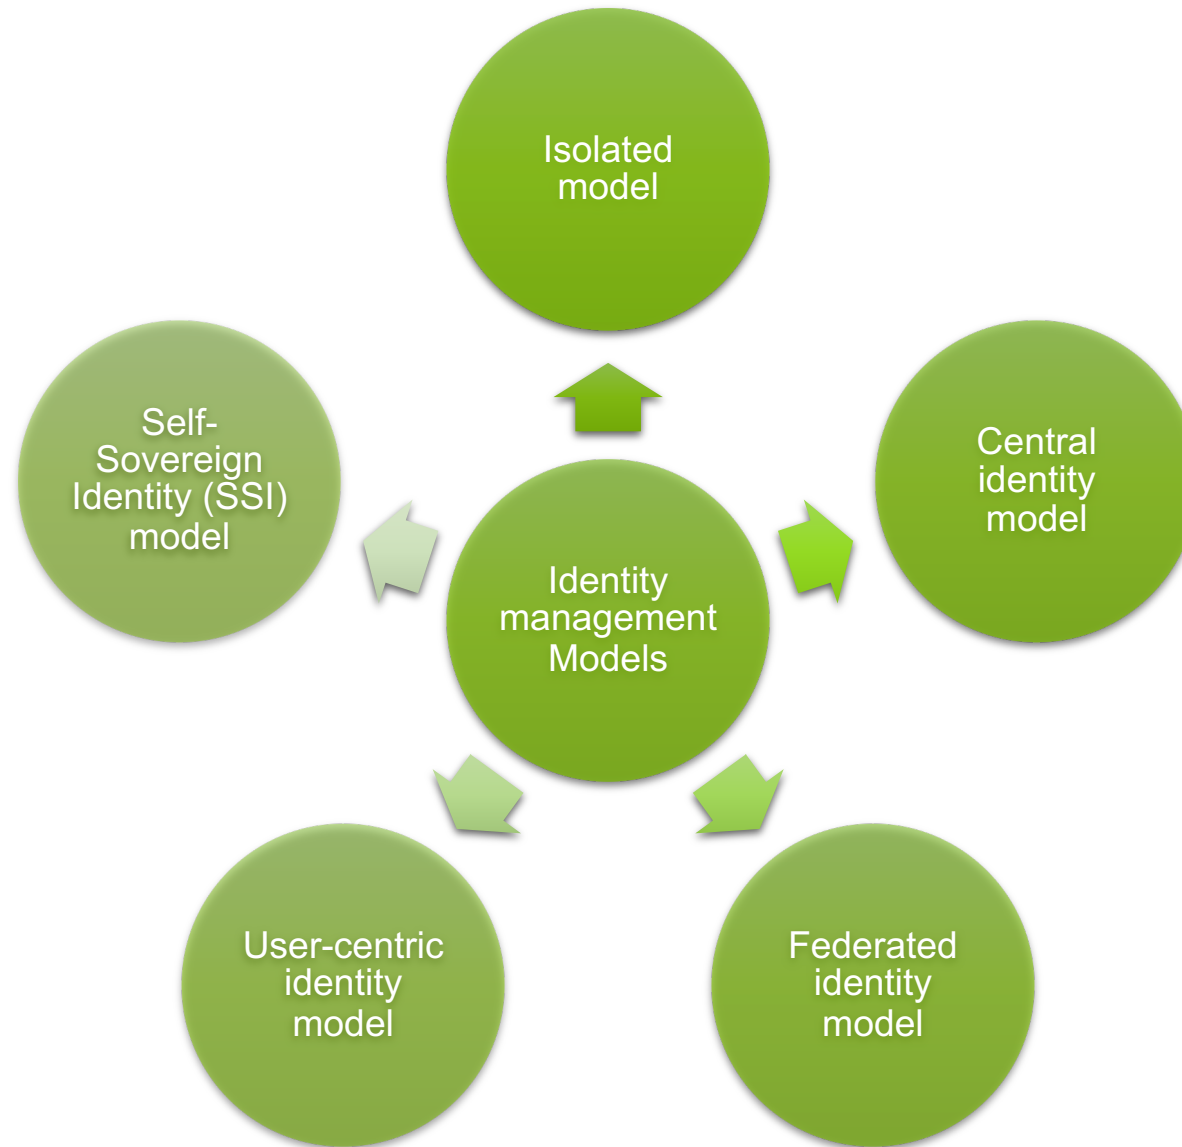 Isolated
model
Central
identity
model
Federated
identity
model
User-centric
identity
model
Self-
Sovereign
Identity (SSI)
model
Identity
management
Models